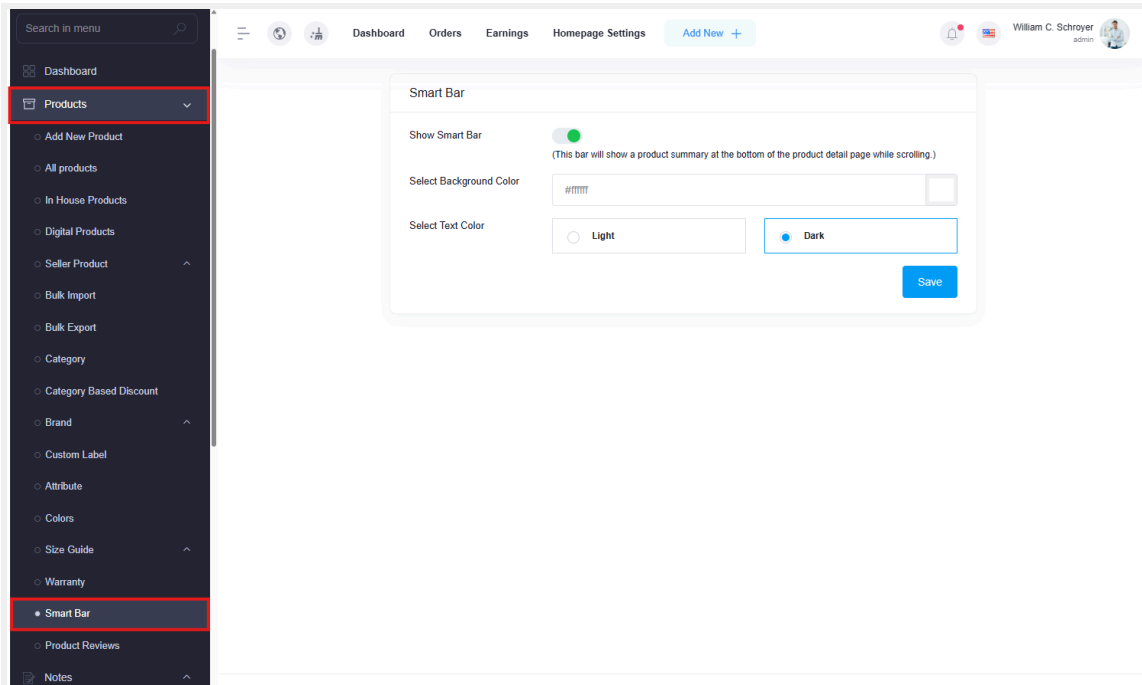 Search in menu
Dashboard
Products
Add New Product
All products
In House Products
Digital Products
Seller Product
Bulk Import
Bulk Export
Category
Category Based Discount
Brand
Custom Label
Attribute
Colors
Size Guide
Warranty
Smart Bar
Product Reviews
Notes
Dashboard Orders Earnings Homepage Settings Add New +
William C. Schroyer
admin
Smart Bar
Show Smart Bar
(This bar will show a product summary at the bottom of the product detail page while scrolling.)
Select Background Color
#ffffff
Select Text Color
Light
Dark
Save